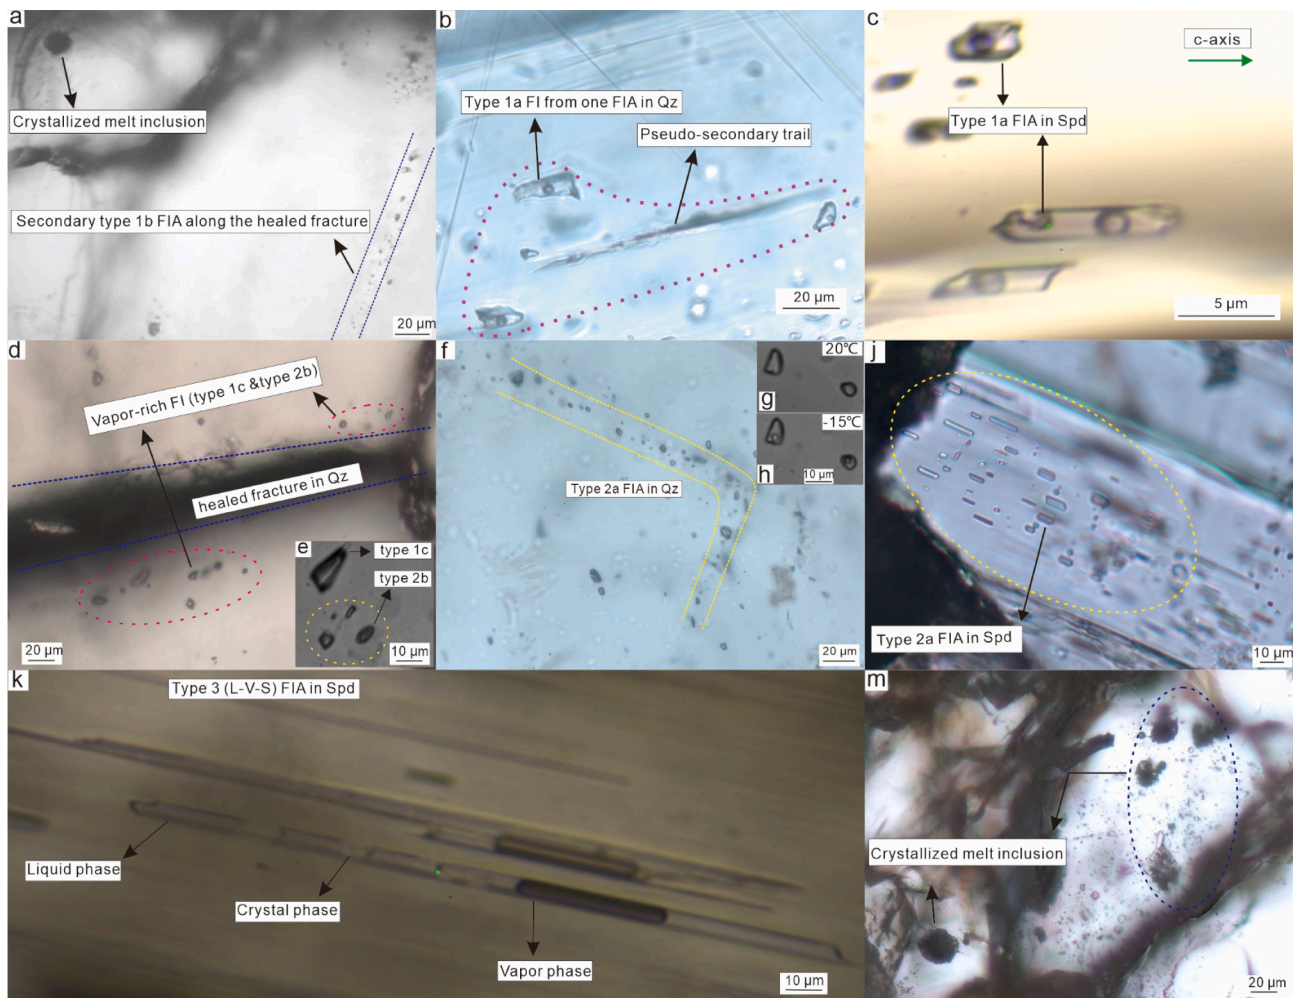 a
Crystallized melt inclusion
Secondary type 1b FIA along the healed fracture
20 μm
b
Type 1a FI from one FIA in Qz
Pseudo-secondary trail
20 μm
c
c-axis
Type 1a FIA in Spd
5 μm
d
Vapor-rich FI (type 1c &type 2b)
healed fracture in Qz
20 μm
e
type 1c
type 2b
10 μm
f
Type 2a FIA in Qz
20 μm
20℃
g
-15℃
h
10 μm
j
Type 2a FIA in Spd
10 μm
k
Type 3 (L-V-S) FIA in Spd
Liquid phase
Crystal phase
Vapor phase
10 μm
m
Crystallized melt inclusion
20 μm